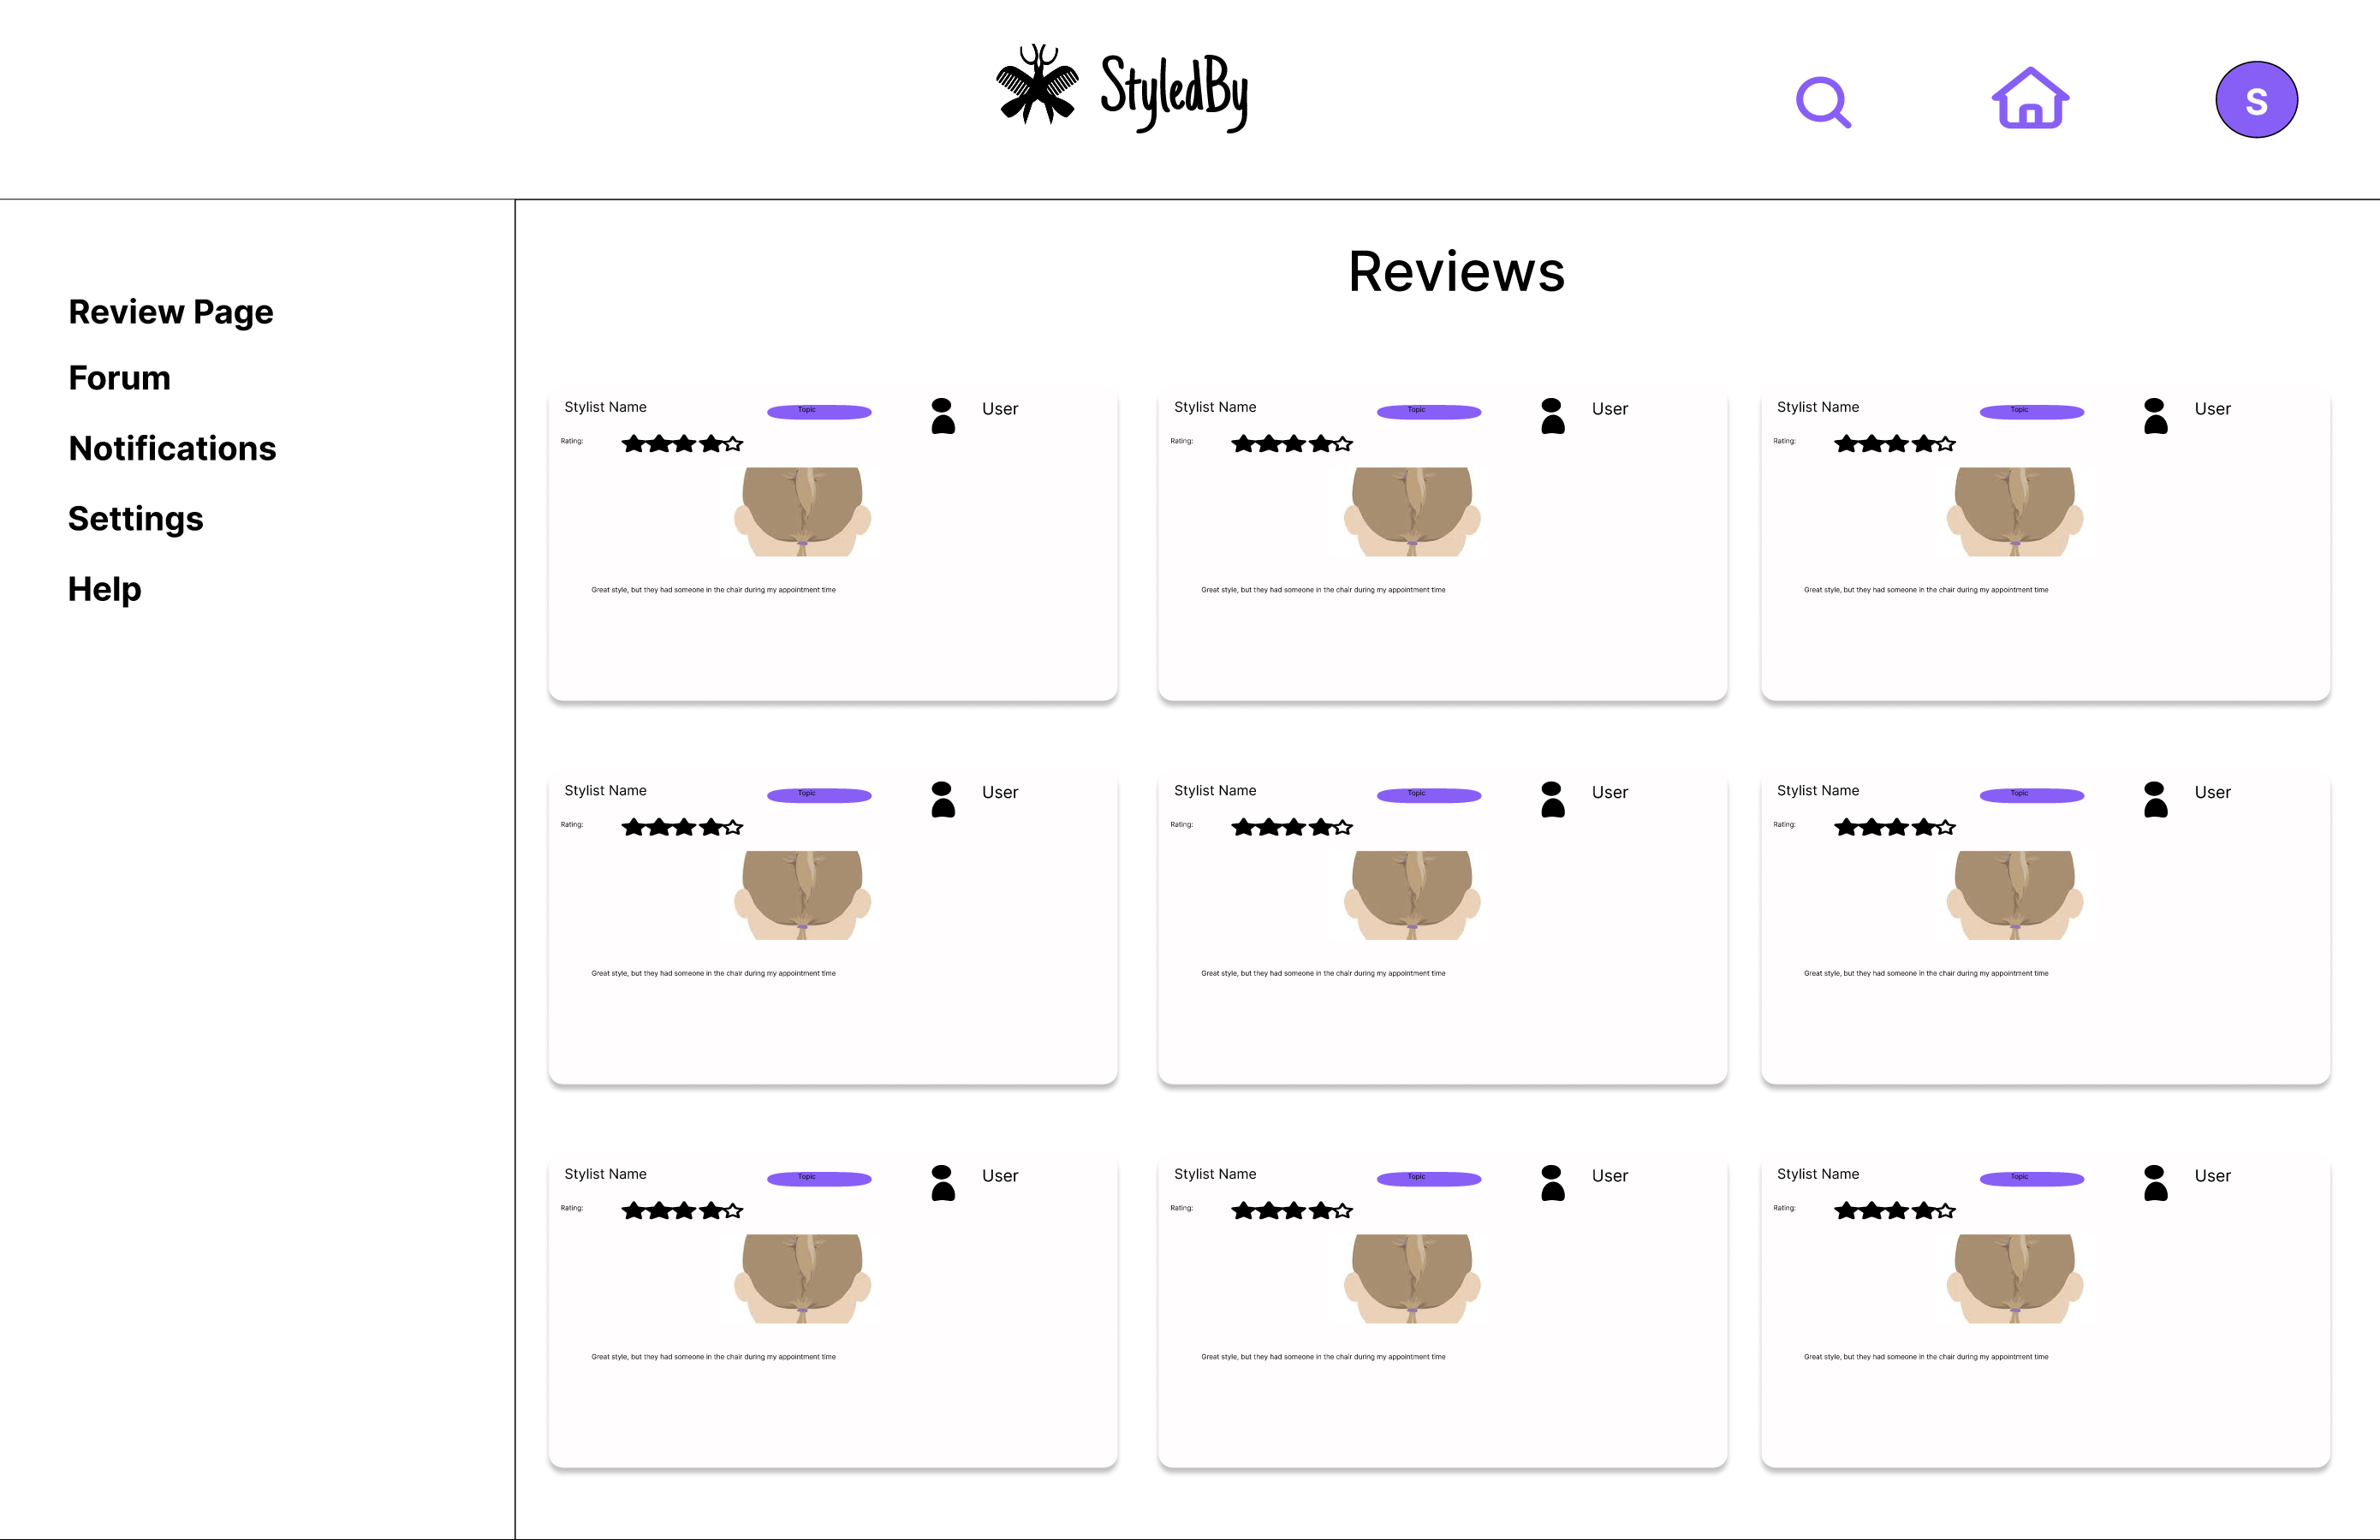 StyledBy
S
Reviews
Review Page
Forum
Notifications
Settings
Help
Stylist Name
Topic
User
Rating:
Great style, but they had someone in the chair during my appointment time
Stylist Name
Topic
User
Rating:
Great style, but they had someone in the chair during my appointment time
Stylist Name
Topic
User
Rating:
Great style, but they had someone in the chair during my appointment time
Stylist Name
Topic
User
Rating:
Great style, but they had someone in the chair during my appointment time
Stylist Name
Topic
User
Rating:
Great style, but they had someone in the chair during my appointment time
Stylist Name
Topic
User
Rating:
Great style, but they had someone in the chair during my appointment time
Stylist Name
Topic
User
Rating:
Great style, but they had someone in the chair during my appointment time
Stylist Name
Topic
User
Rating:
Great style, but they had someone in the chair during my appointment time
Stylist Name
Topic
User
Rating:
Great style, but they had someone in the chair during my appointment time